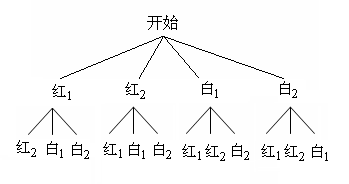 开始
红₁ 红₂ 白₁ 白₂
红₂ 白₁ 白₂ 红₁ 白₁ 白₂ 红₁ 红₂ 白₂ 红₁ 红₂ 白₁